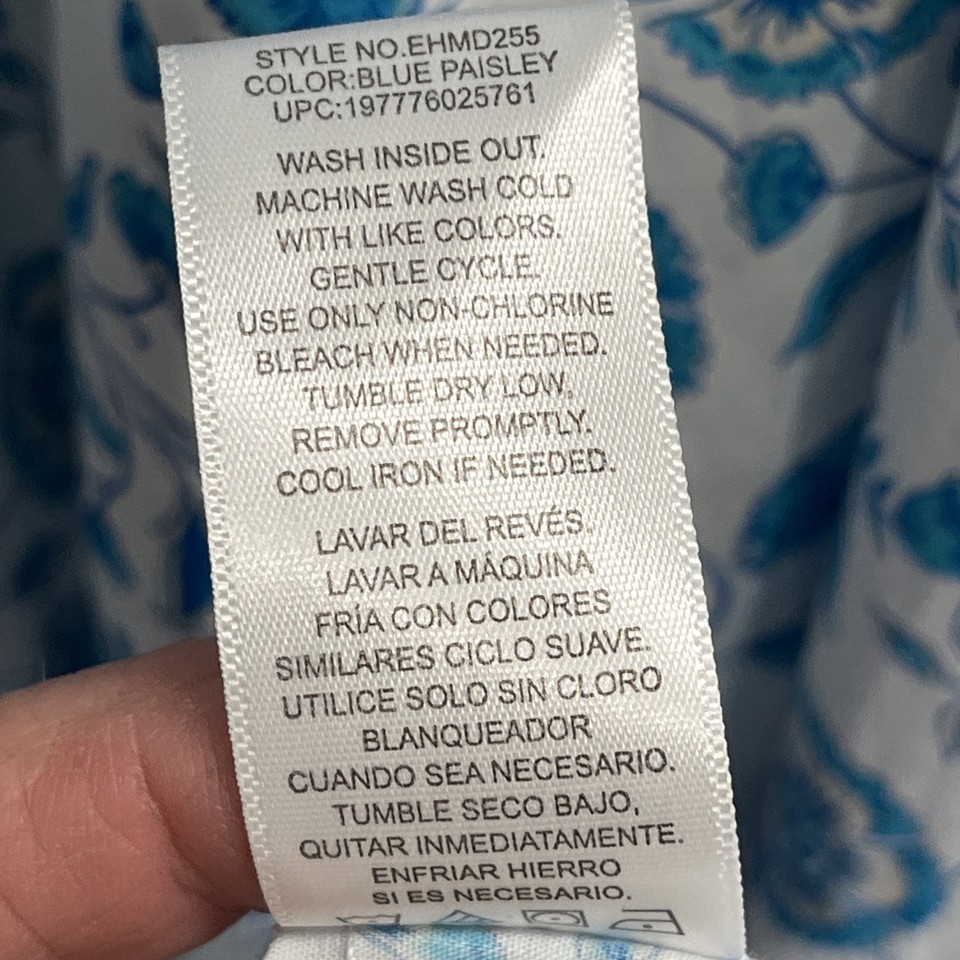 STYLE NO.EHMD255
COLOR:BLUE PAISLEY
UPC:197776025761
WASH INSIDE OUT.
MACHINE WASH COLD
WITH LIKE COLORS.
GENTLE CYCLE.
USE ONLY NON-CHLORINE
BLEACH WHEN NEEDED.
TUMBLE DRY LOW,
REMOVE PROMPTLY.
COOL IRON IF NEEDED.
LAVAR DEL REVÉS.
LAVAR A MÁQUINA
FRÍA CON COLORES
SIMILARES CICLO SUAVE.
UTILICE SOLO SIN CLORO
BLANQUEADOR
CUANDO SEA NECESARIO.
TUMBLE SECO BAJO,
QUITAR INMEDIATAMENTE.
ENFRIAR HIERRO
SI ES NECESARIO.